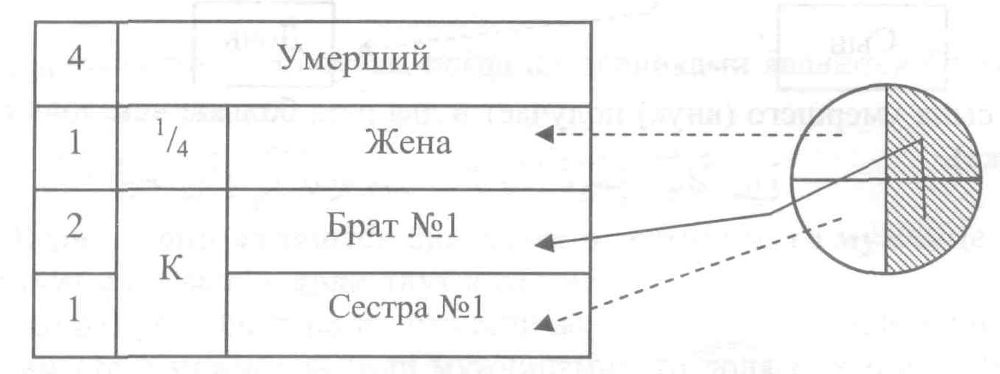 4 Умерший
1 1/4 Жена
2 К Брат №1
1 Сестра №1